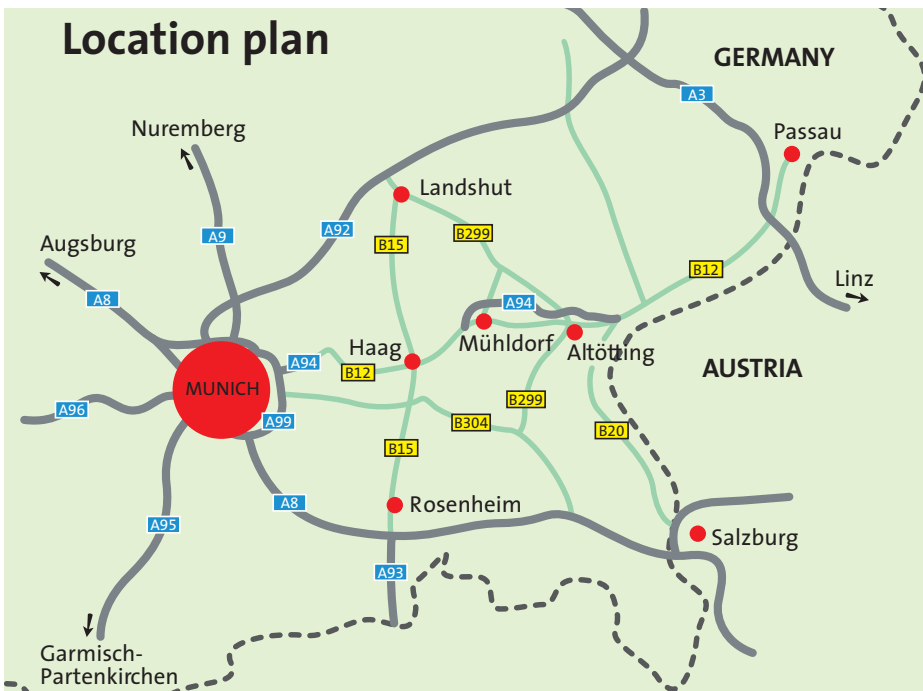 Location plan
GERMANY
A3
Nuremberg
Passau
Landshut
A92
A9
B299
Augsburg
B15
B12
Linz
A8
A94
Mühldorf
Haag
Altötting
A94
B12
AUSTRIA
MUNICH
B299
A96
A99
B304
B20
B15
A8
Rosenheim
A95
Salzburg
A93
Garmisch-
Partenkirchen